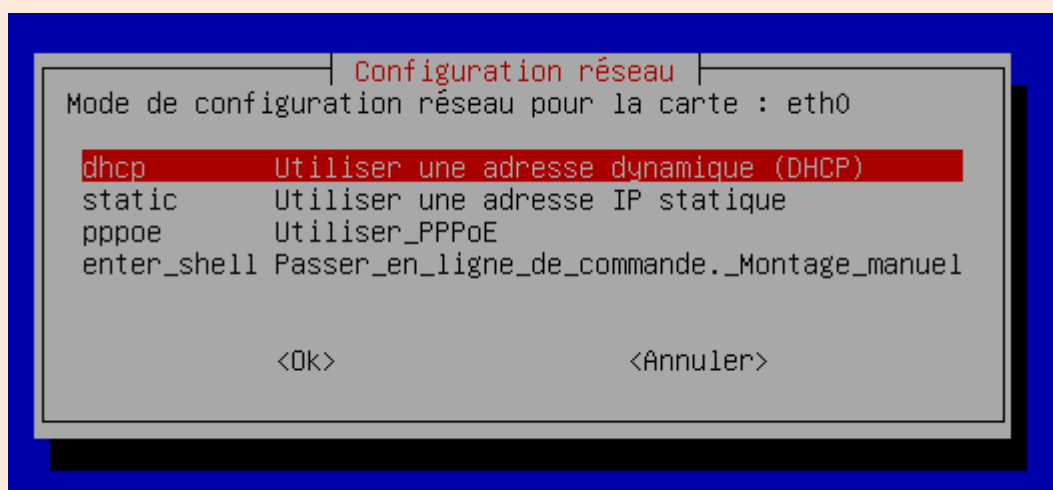 Configuration réseau
Mode de configuration réseau pour la carte : eth0
dhcp Utiliser une adresse dynamique (DHCP)
static Utiliser une adresse IP statique
pppoe Utiliser_PPPoE
enter_shell Passer_en_ligne_de_commande._Montage_manuel
<Ok> <Annuler>